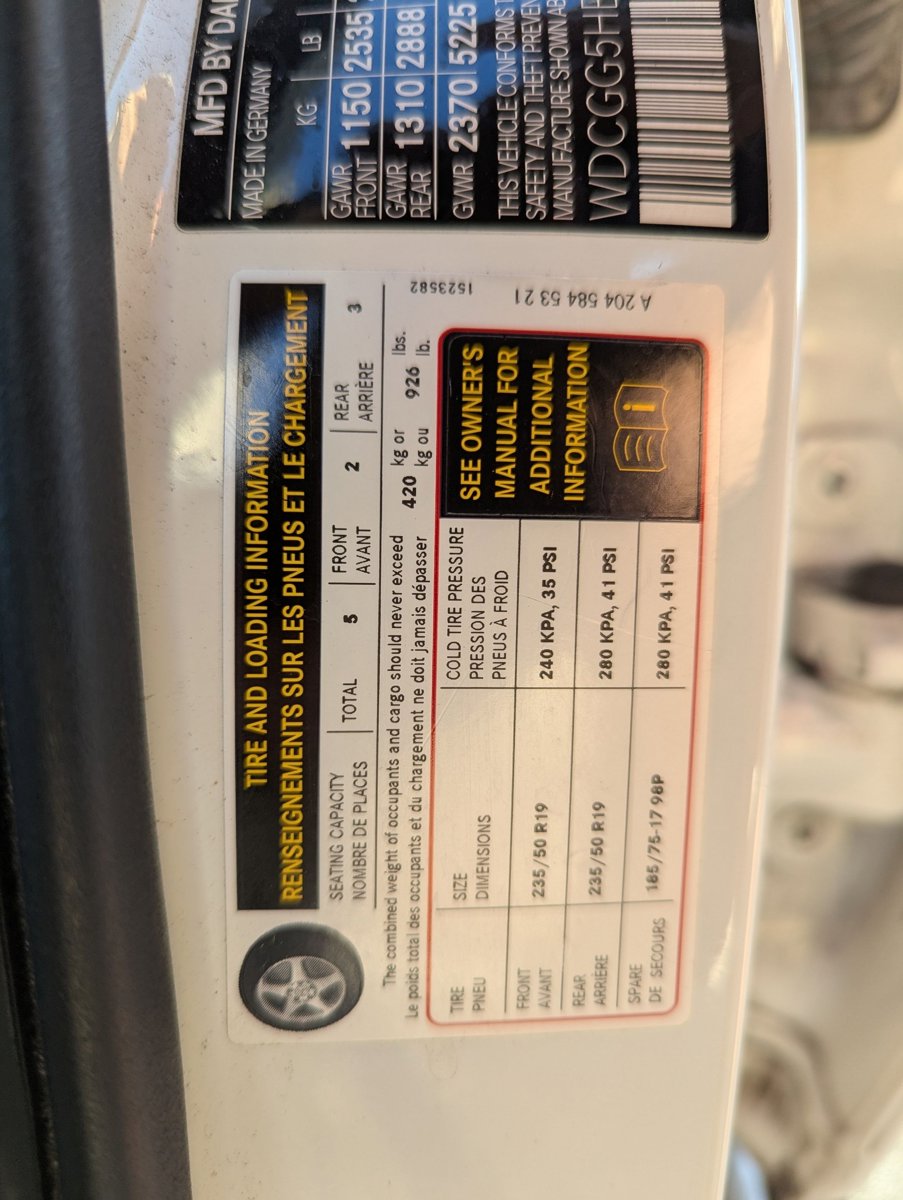 TIRE AND LOADING INFORMATION
RENSEIGNEMENTS SUR LES PNEUS ET LE CHARGEMENT
SEATING CAPACITY TOTAL 5 FRONT 2 REAR 3
NOMBRE DE PLACES AVANT ARRIÈRE
The combined weight of occupants and cargo should never exceed 420 kg or 926 lbs.
Le poids total des occupants et du chargement ne doit jamais dépasser kg ou lb.
TIRE SIZE COLD TIRE PRESSURE
PNEU DIMENSIONS PRESSION DES
PNEUS À FROID
FRONT 235/50 R19 240 KPA, 35 PSI
AVANT
REAR 235/50 R19 280 KPA, 41 PSI
ARRIÈRE
SPARE 185/75-17 98P 280 KPA, 41 PSI
DE SECOURS
SEE OWNER'S
MANUAL FOR
ADDITIONAL
INFORMATION
i
1523582
A 204 584 53 21
MFD BY
MADE IN GERMANY
KG LB
GAWR FRONT 1150 2535
GAWR REAR 1310 2888
GWR 2370 5225
THIS VEHICLE CONFORMS
SAFETY AND THEFT
MANUFACTURE SHOWN
WDCGG5H